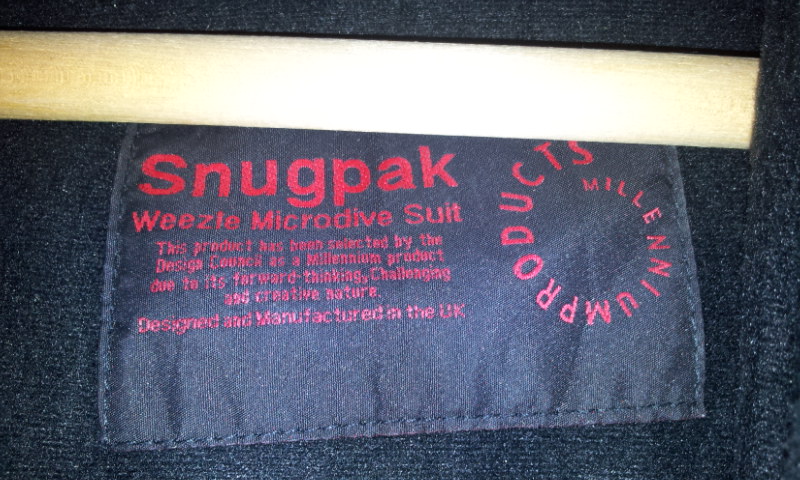 Snugpak
Weezle Microdive Suit
This product has been selected by the
Design Council as a Millennium product
due to its forward-thinking, Challenging
and creative nature.
Designed and Manufactured in the UK
MILLENNIUM PRODUCTS